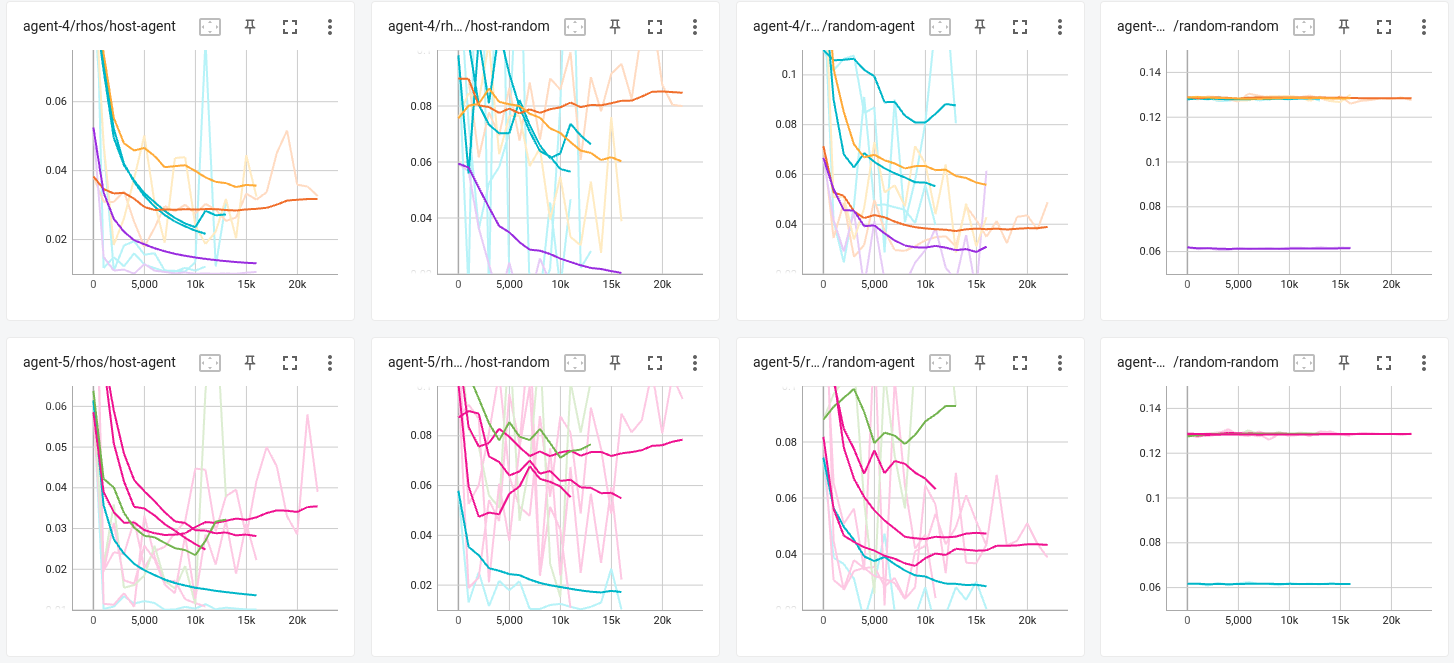 agent-4/rhos/host-agent
0.06
0.04
0.02
0 5,000 10k 15k 20k
agent-4/rh… /host-random
0.08
0.06
0.04
0 5,000 10k 15k 20k
agent-4/r… /random-agent
0.1
0.08
0.06
0.04
0 5,000 10k 15k 20k
agent-… /random-random
0.14
0.12
0.1
0.08
0.06
0 5,000 10k 15k 20k
agent-5/rhos/host-agent
0.06
0.05
0.04
0.03
0.02
0 5,000 10k 15k 20k
agent-5/rh… /host-random
0.08
0.06
0.04
0.02
0 5,000 10k 15k 20k
agent-5/r… /random-agent
0.08
0.06
0.04
0 5,000 10k 15k 20k
agent-… /random-random
0.14
0.12
0.1
0.08
0.06
0 5,000 10k 15k 20k